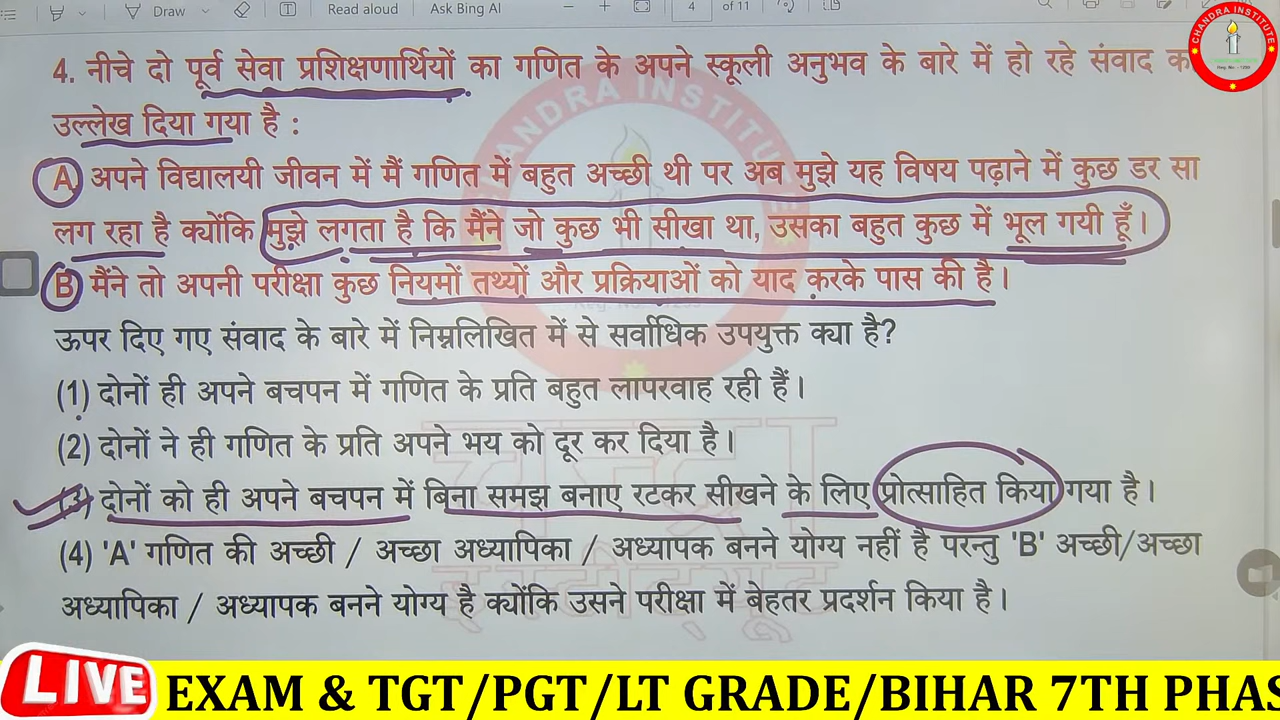 Draw
Read aloud
Ask Bing AI
4 of 11
CHANDRA INSTITUTE
4. नीचे दो पूर्व सेवा प्रशिक्षणार्थियों का गणित के अपने स्कूली अनुभव के बारे में हो रहे संवाद
उल्लेख दिया गया है :
A अपने विद्यालयी जीवन में मैं गणित में बहुत अच्छी थी पर अब मुझे यह विषय पढ़ाने में कुछ डर सा
लग रहा है क्योंकि मुझे लगता है कि मैंने जो कुछ भी सीखा था, उसका बहुत कुछ में भूल गयी हूँ।
B मैंने तो अपनी परीक्षा कुछ नियमों तथ्यों और प्रक्रियाओं को याद करके पास की है।
ऊपर दिए गए संवाद के बारे में निम्नलिखित में से सर्वाधिक उपयुक्त क्या है?
(1) दोनों ही अपने बचपन में गणित के प्रति बहुत लापरवाह रही हैं।
(2) दोनों ने ही गणित के प्रति अपने भय को दूर कर दिया है।
(3) दोनों को ही अपने बचपन में बिना समझ बनाए रटकर सीखने के लिए प्रोत्साहित किया गया है।
(4) 'A' गणित की अच्छी / अच्छा अध्यापिका / अध्यापक बनने योग्य नहीं है परन्तु 'B' अच्छी/अच्छा
अध्यापिका / अध्यापक बनने योग्य है क्योंकि उसने परीक्षा में बेहतर प्रदर्शन किया है।
CHANDRA INSTITUTE
चन्द्रा
इंस्टीट्यूट
LIVE
EXAM & TGT/PGT/LT GRADE/BIHAR 7TH PHAS